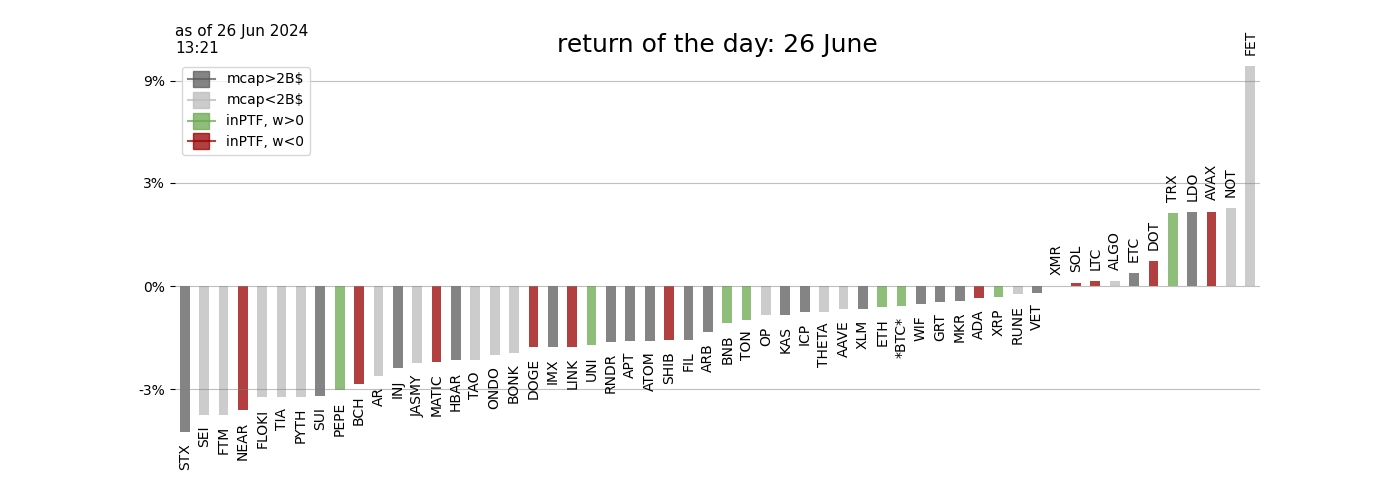 as of 26 Jun 2024
13:21
return of the day: 26 June
mcap>2B$
mcap<2B$
inPTF, w>0
inPTF, w<0
9%
3%
0%
-3%
STX
SEI
FTM
NEAR
FLOKI
TIA
PYTH
SUI
PEPE
BCH
AR
INJ
JASMY
MATIC
HBAR
TAO
ONDO
BONK
DOGE
IMX
LINK
UNI
RNDR
APT
ATOM
SHIB
FIL
ARB
BNB
TON
OP
KAS
ICP
THETA
AAVE
XLM
ETH
*BTC*
WIF
GRT
MKR
ADA
XRP
RUNE
VET
XMR
SOL
LTC
ALGO
ETC
DOT
TRX
LDO
AVAX
NOT
FET